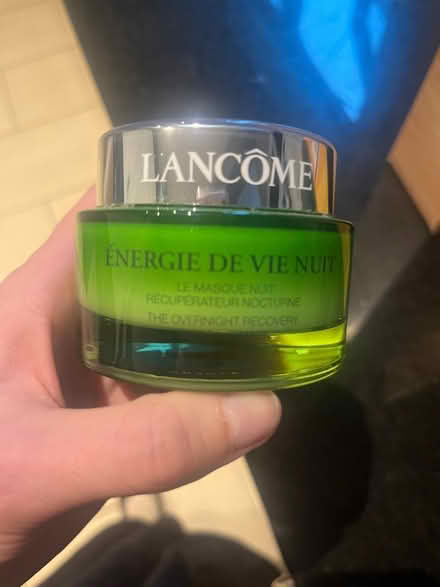 LANCÔME
ÉNERGIE DE VIE NUIT
LE MASQUE NUIT
RÉCUPÉRATEUR NOCTURNE
THE OVERNIGHT RECOVERY